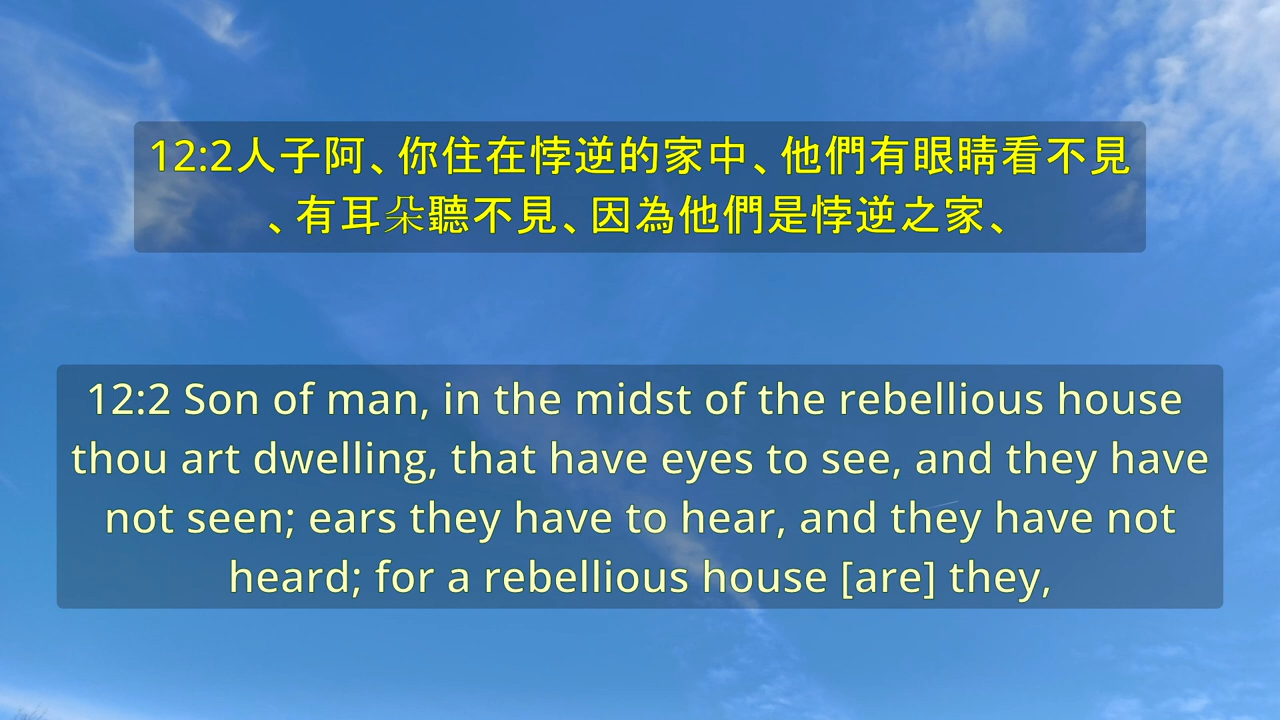 12:2人子阿、你住在悖逆的家中、他們有眼睛看不見
、有耳朵聽不見、因為他們是悖逆之家、
12:2 Son of man, in the midst of the rebellious house
thou art dwelling, that have eyes to see, and they have
not seen; ears they have to hear, and they have not
heard; for a rebellious house [are] they,